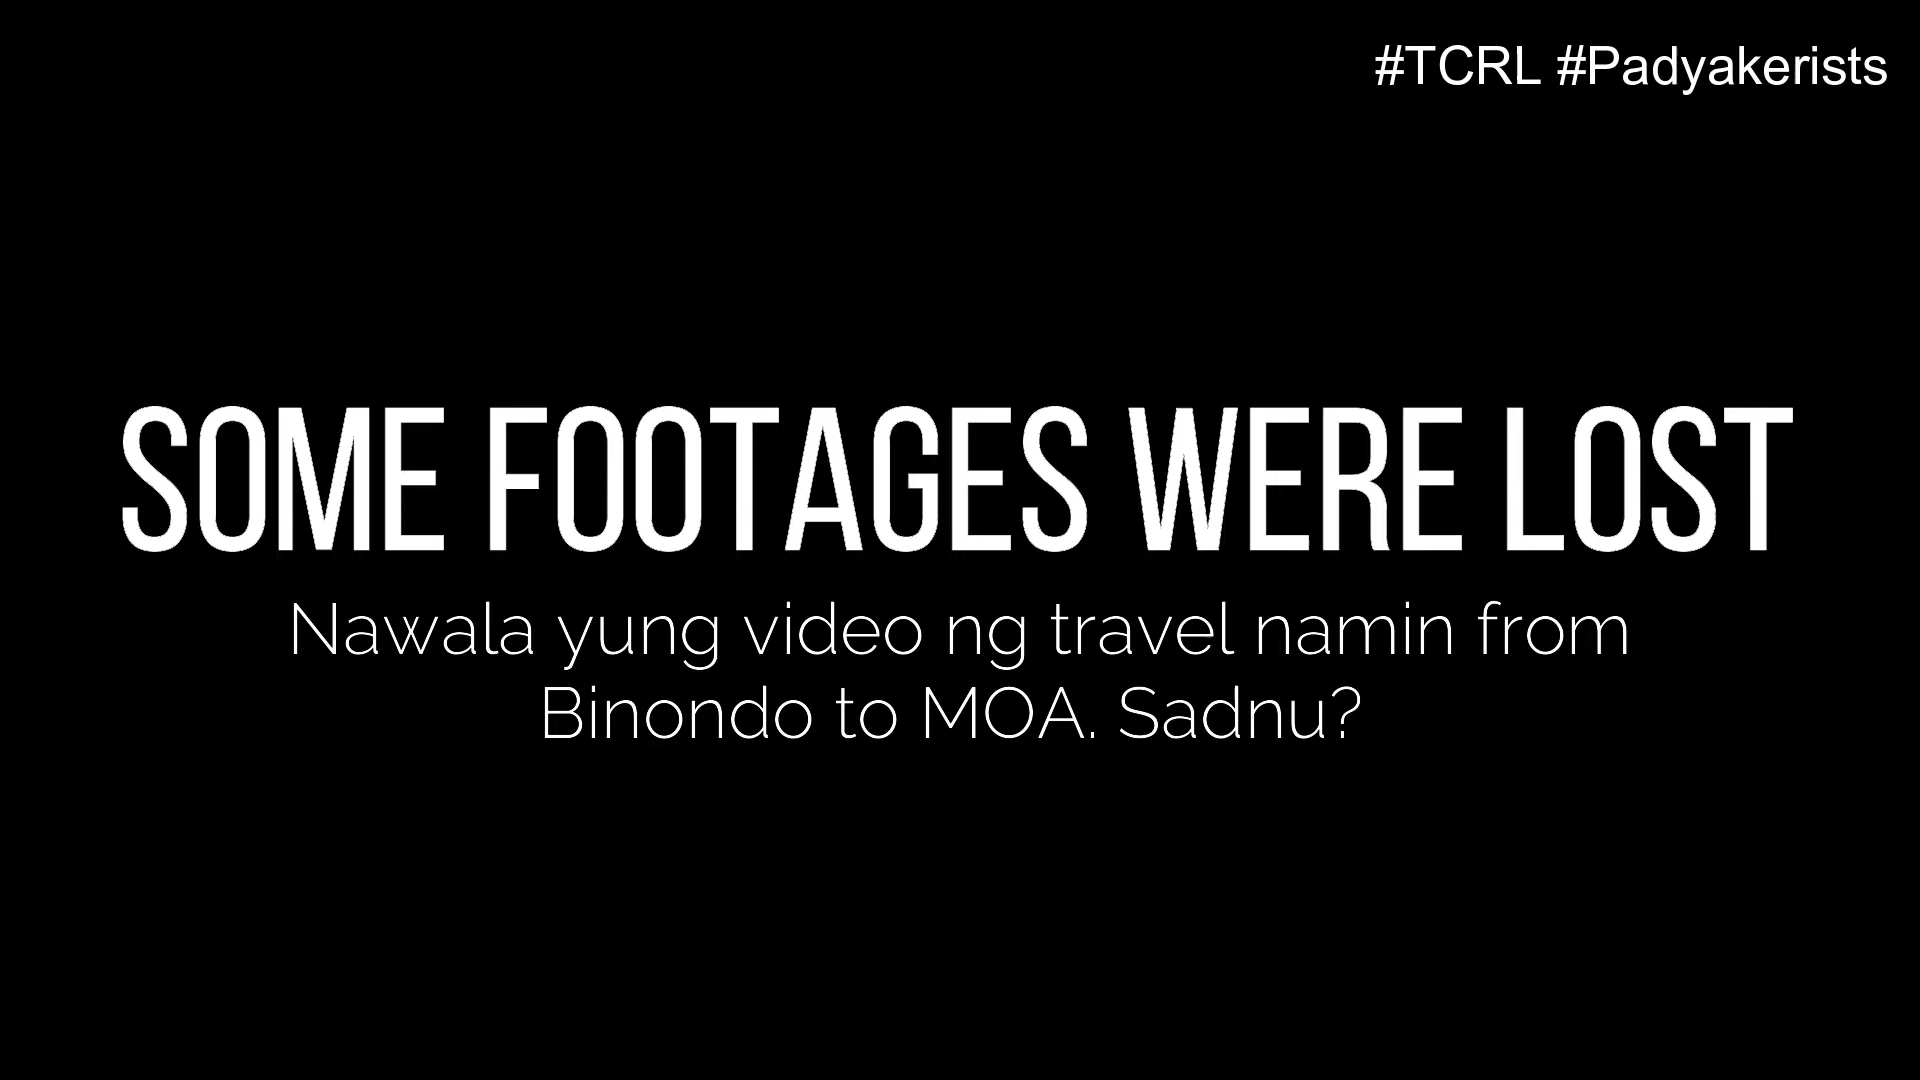 #TCRL #Padyakerists
SOME FOOTAGES WERE LOST
Nawala yung video ng travel namin from
Binondo to MOA. Sadnu?